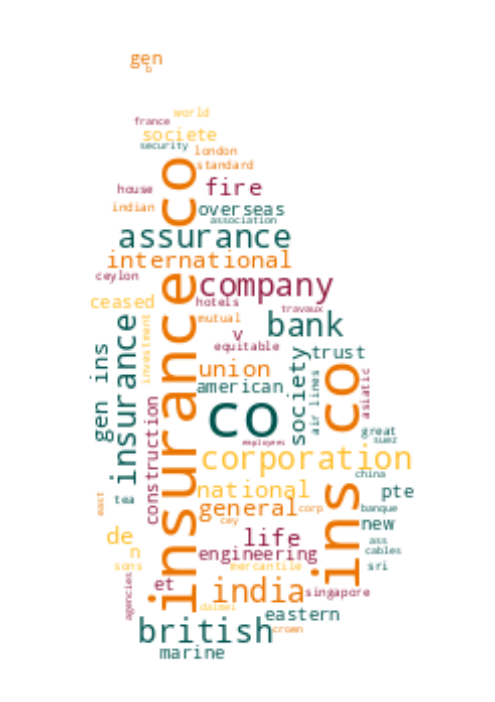 gen
b
world
france
societe
security
london
standard
house
fire
indian
overseas
association
assurance
international
ceylon
company
ceased
hotels
travaux
mutual
bank
v
equitable
investment
insurance
gen ins
insurance co
trust
union
society
air lines
american
asiatic
co
great
suez
employees
construction
corporation
china
national
pte
east
tea
general
corp
banque
cey
new
ins co
de
life
ass
n
engineering
cables
sons
mercantile
sri
agencies
et
india
singapore
daimei
eastern
british
crown
marine